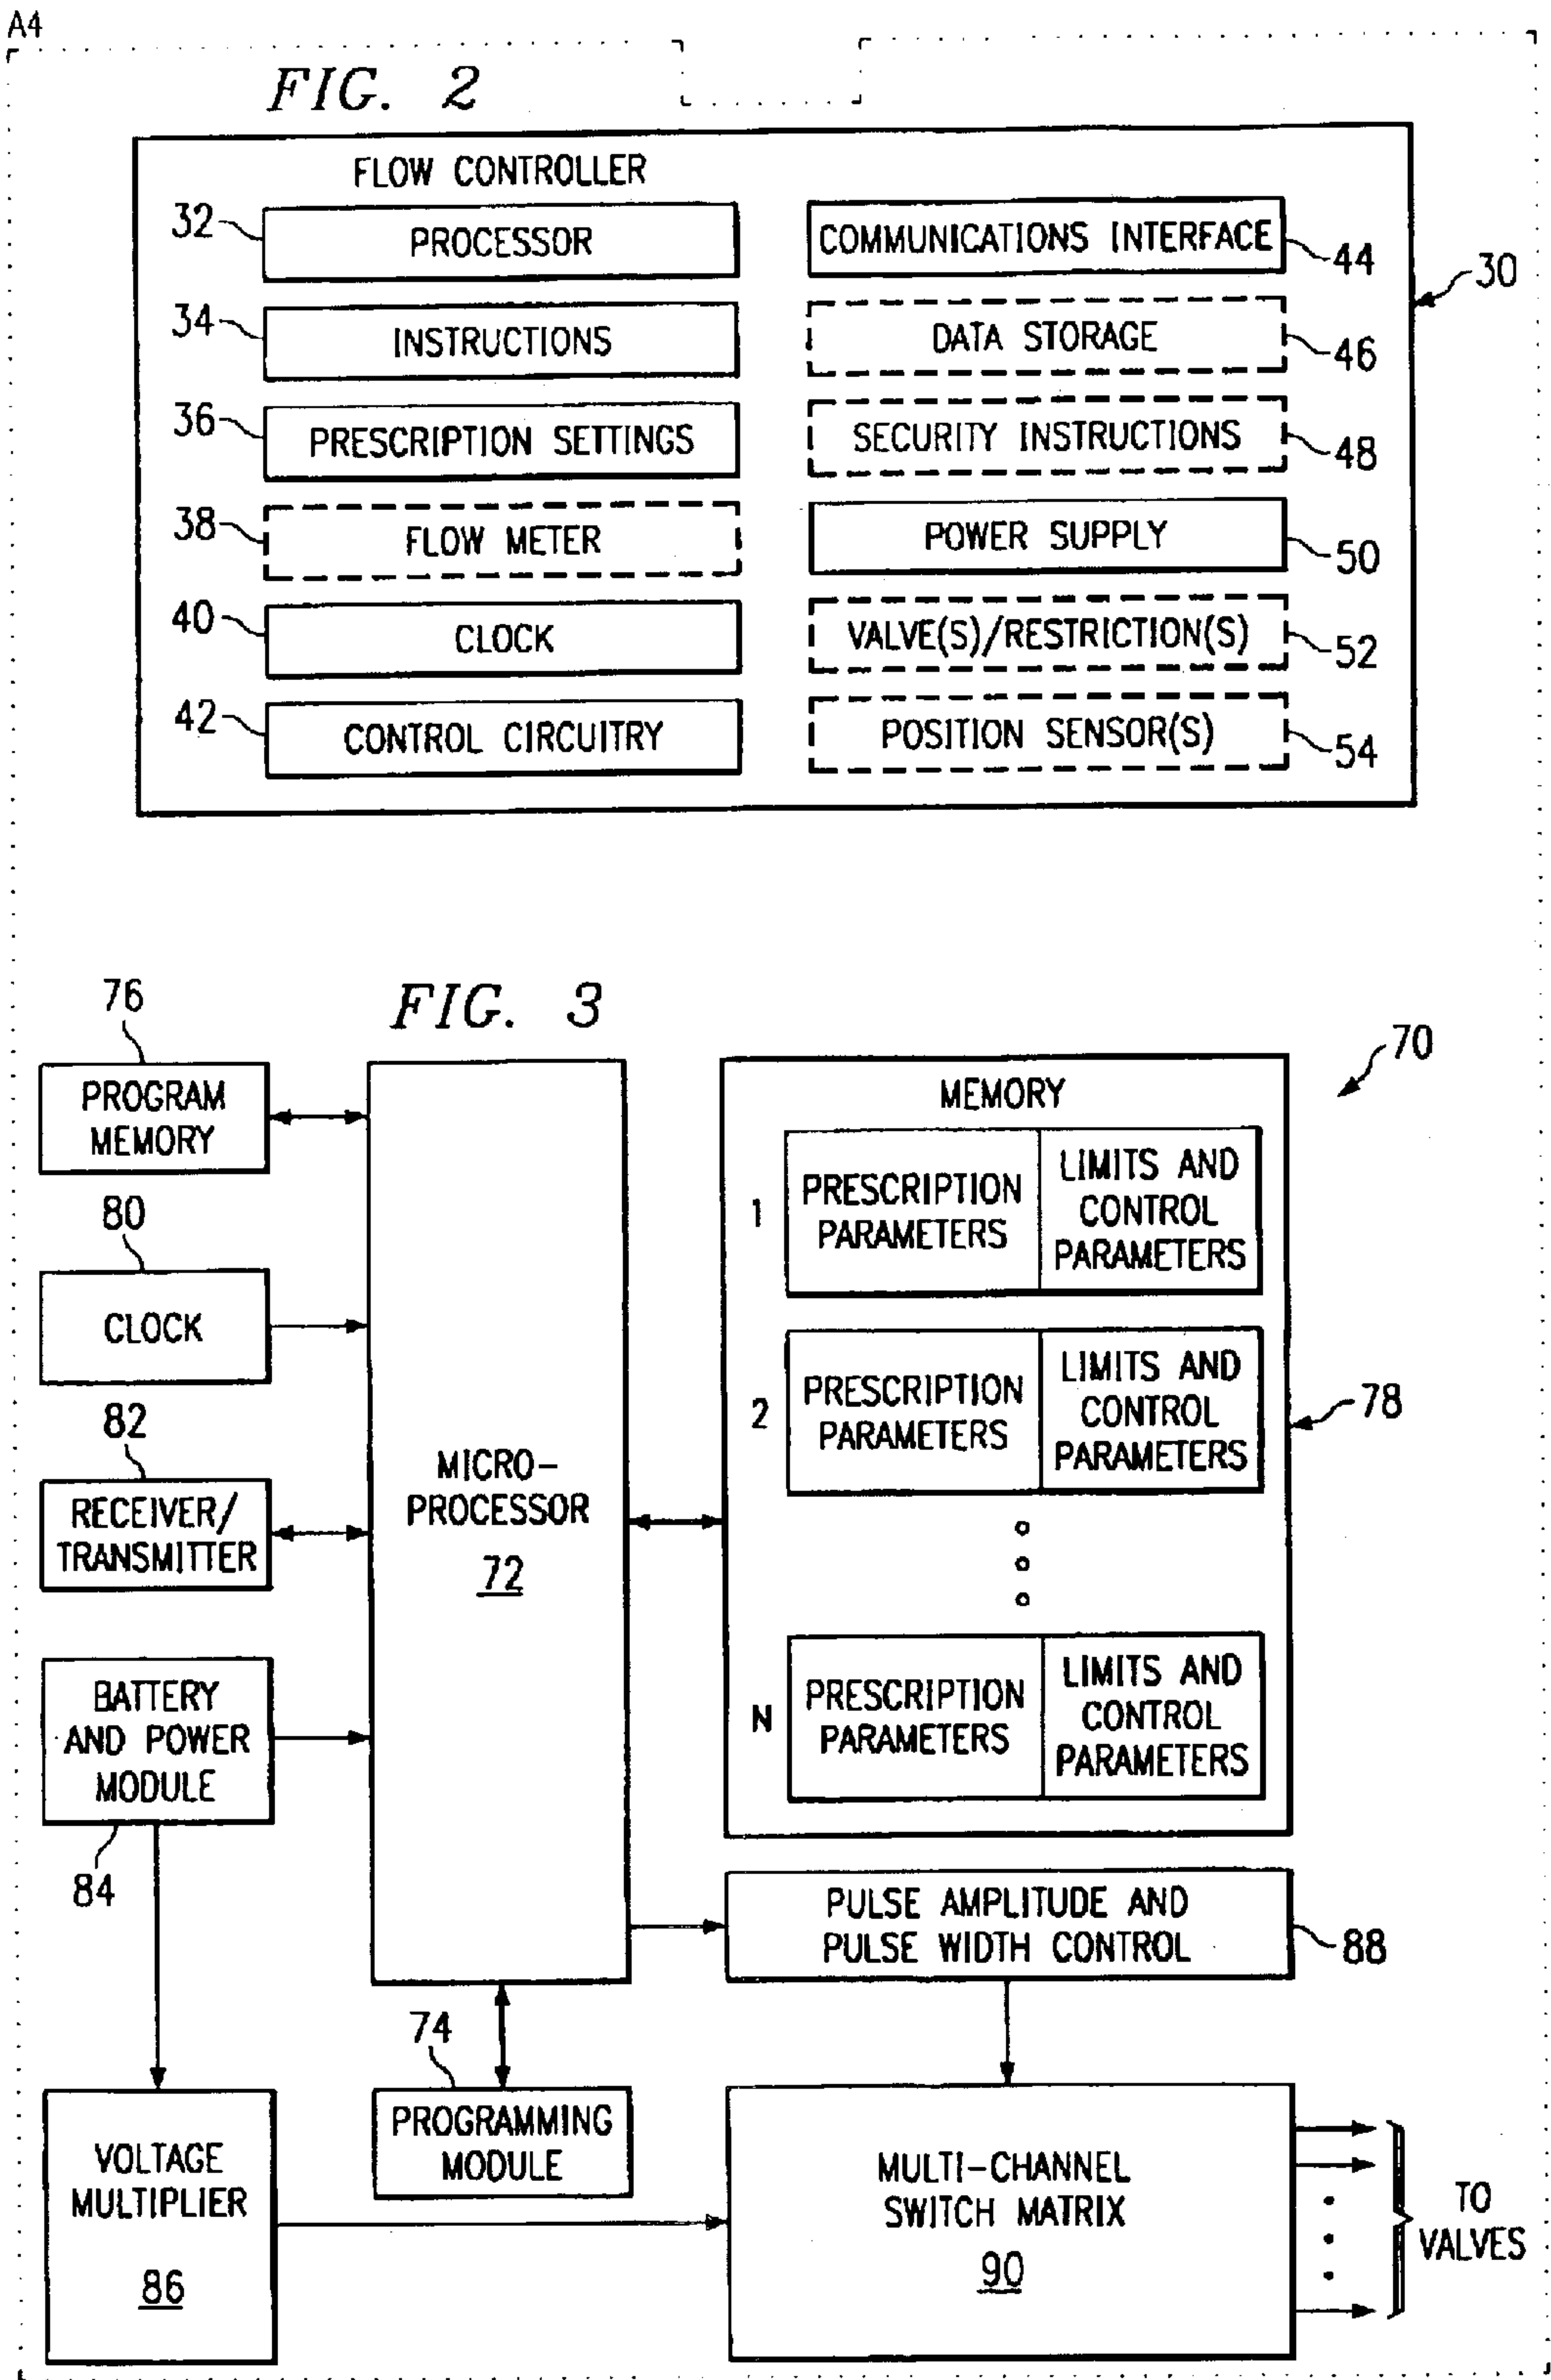 A4
FIG. 2
FLOW CONTROLLER
32
PROCESSOR
34
INSTRUCTIONS
36
PRESCRIPTION SETTINGS
38
FLOW METER
40
CLOCK
42
CONTROL CIRCUITRY
COMMUNICATIONS INTERFACE
44
30
DATA STORAGE
46
SECURITY INSTRUCTIONS
48
POWER SUPPLY
50
VALVE(S)/RESTRICTION(S)
52
POSITION SENSOR(S)
54
FIG. 3
70
76
PROGRAM
MEMORY
80
CLOCK
82
RECEIVER/
TRANSMITTER
BATTERY
AND POWER
MODULE
84
MICRO-
PROCESSOR
72
MEMORY
1
PRESCRIPTION
PARAMETERS
LIMITS AND
CONTROL
PARAMETERS
2
PRESCRIPTION
PARAMETERS
LIMITS AND
CONTROL
PARAMETERS
78
N
PRESCRIPTION
PARAMETERS
LIMITS AND
CONTROL
PARAMETERS
PULSE AMPLITUDE AND
PULSE WIDTH CONTROL
88
74
PROGRAMMING
MODULE
VOLTAGE
MULTIPLIER
86
MULTI-CHANNEL
SWITCH MATRIX
90
TO
VALVES